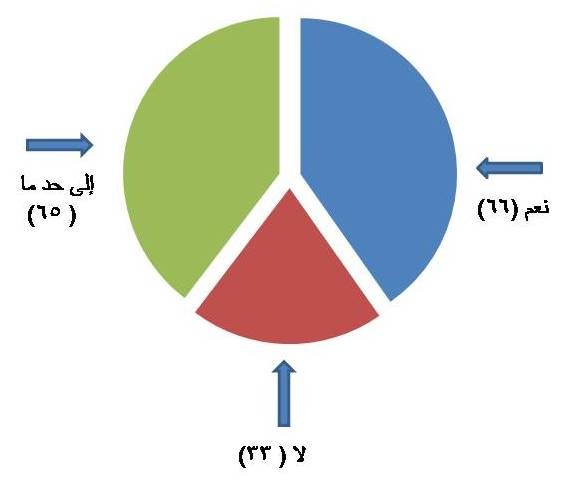 نعم (٦٦)
إلى حد ما
(٦٥ )
لا ( ٣٣)